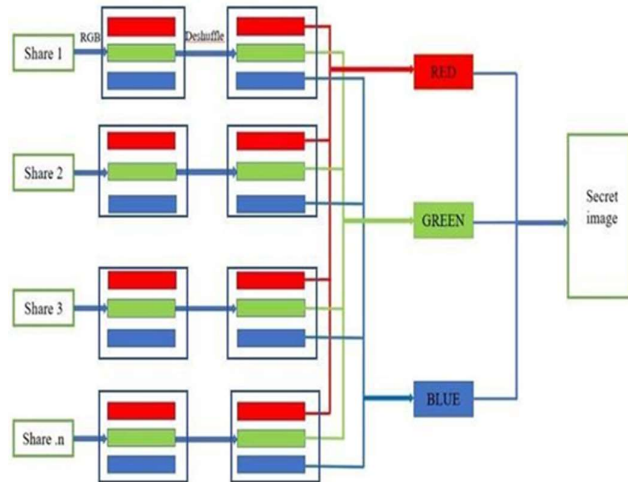 Share 1
RGB
Deshuffle
RED
Share 2
Secret
image
GREEN
Share 3
BLUE
Share .n